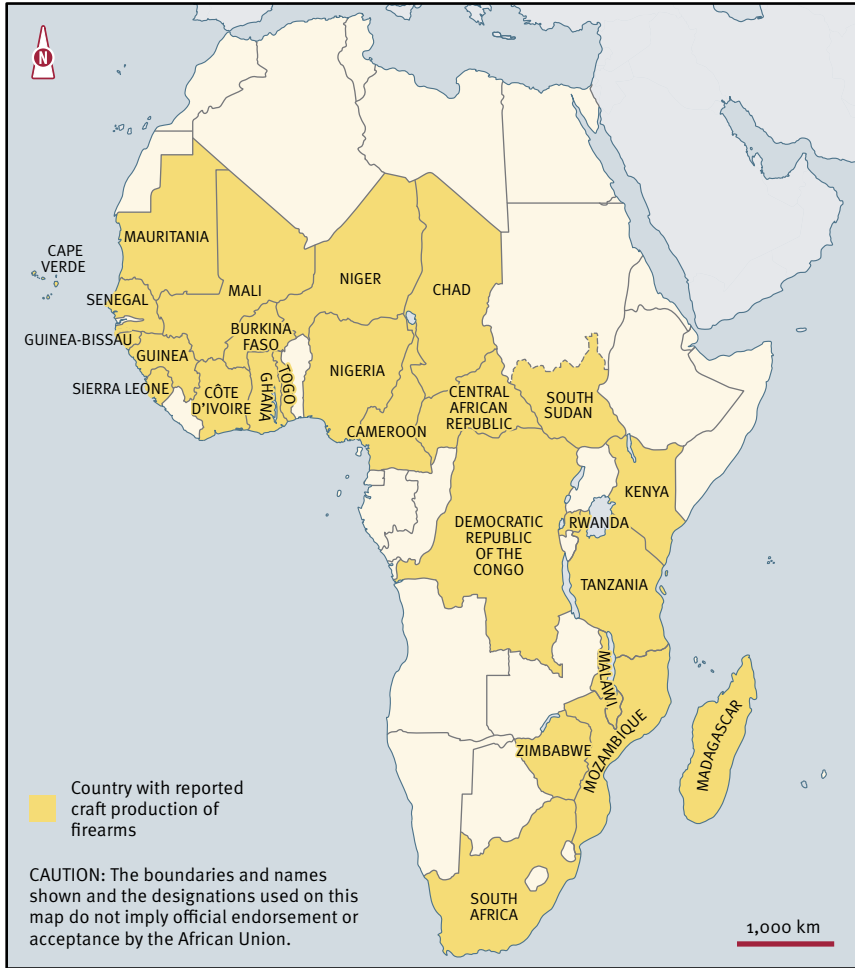 N
MAURITANIA
CAPE
VERDE
NIGER
MALI
CHAD
SENEGAL
BURKINA
FASO
GUINEA-BISSAU
GUINEA
NIGERIA
TOGO
GHANA
SIERRA LEONE
CÔTE
D'IVOIRE
CENTRAL
AFRICAN
REPUBLIC
SOUTH
SUDAN
CAMEROON
KENYA
DEMOCRATIC
REPUBLIC
OF THE
CONGO
RWANDA
TANZANIA
MALAWI
MOZAMBIQUE
MADAGASCAR
ZIMBABWE
SOUTH
AFRICA
Country with reported
craft production of
firearms
CAUTION: The boundaries and names
shown and the designations used on this
map do not imply official endorsement or
acceptance by the African Union.
1,000 km